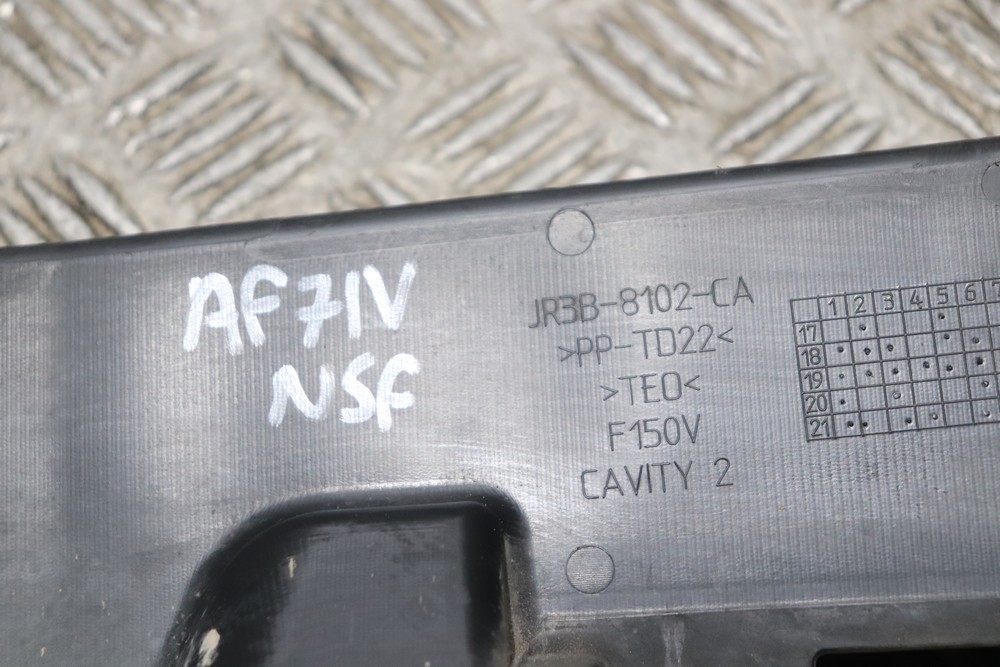 AF71V
NSF
JR3B-8102-CA
>PP-TD22<
>TEO<
F150V
CAVITY 2
1 2 3 4 5 6 7
17
18
19
20
21